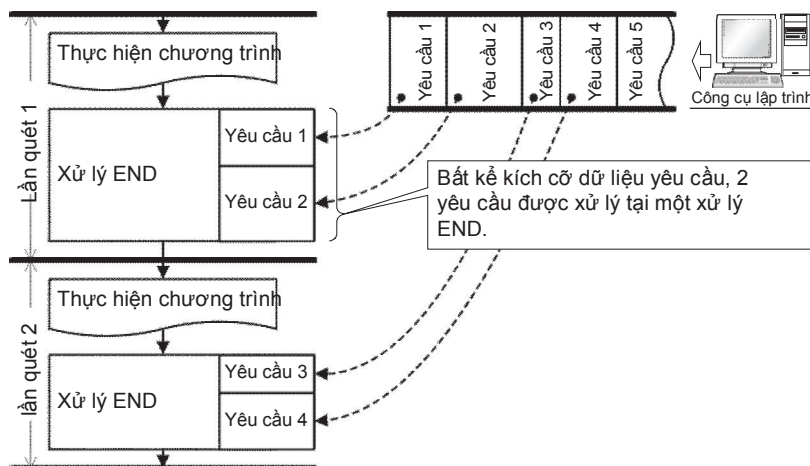 Lần quét 1
Thực hiện chương trình
Xử lý END
Yêu cầu 1
Yêu cầu 2
Yêu cầu 1
Yêu cầu 2
Yêu cầu 3
Yêu cầu 4
Yêu cầu 5
Công cụ lập trình
Bất kể kích cỡ dữ liệu yêu cầu, 2
yêu cầu được xử lý tại một xử lý
END.
lần quét 2
Thực hiện chương trình
Xử lý END
Yêu cầu 3
Yêu cầu 4